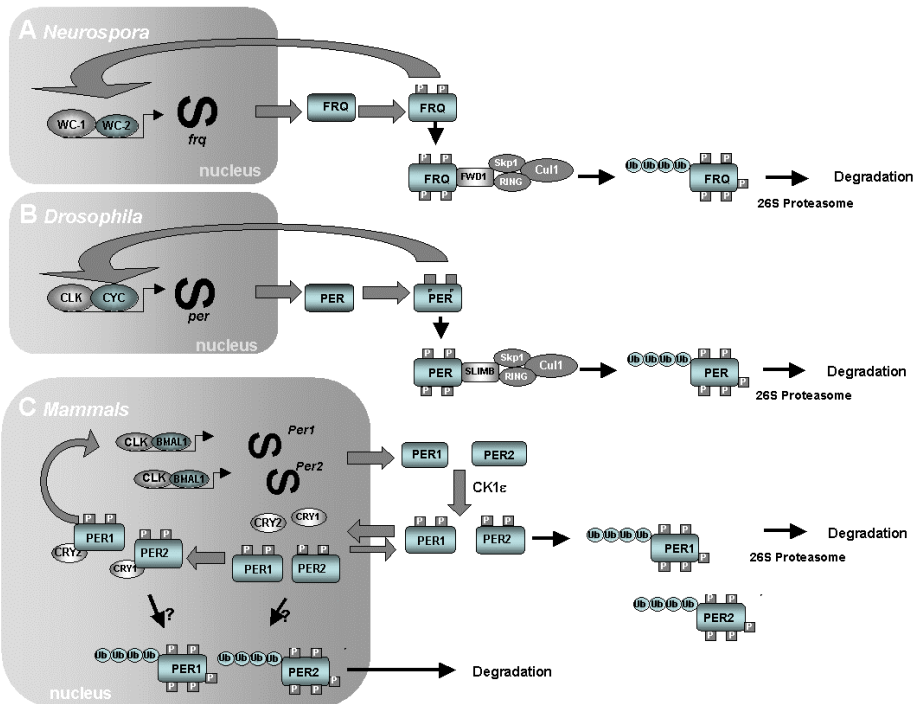 A Neurospora
WC-1 WC-2
frq
nucleus
FRQ
P P
FRQ
P P
FRQ
P P
FWD1
Skp1
RING
Cul1
Ub Ub Ub Ub
P P
FRQ
P
P P
26S Proteasome
Degradation
B Drosophila
CLK CYC
per
nucleus
PER
PER
P P
P P
PER
P P
SLIMB
Skp1
RING
Cul1
Ub Ub Ub Ub
P P
PER
P
P P
26S Proteasome
Degradation
C Mammals
CLK BMAL1
Per1
CLK BMAL1
Per2
PER1 PER2
CK1ε
CRY2 CRY1
P P
PER1
CRY2
P P
PER2
CRY1
P P
PER1
P P
PER2
P P
PER1
P P
PER2
Ub Ub Ub Ub
P P
PER1
P
P P
26S Proteasome
Degradation
Ub Ub Ub Ub
P P
PER2
P
P P
?
?
Ub Ub Ub Ub
P P
PER1
P
P P
Ub Ub Ub Ub
P P
PER2
P
P P
Degradation
nucleus